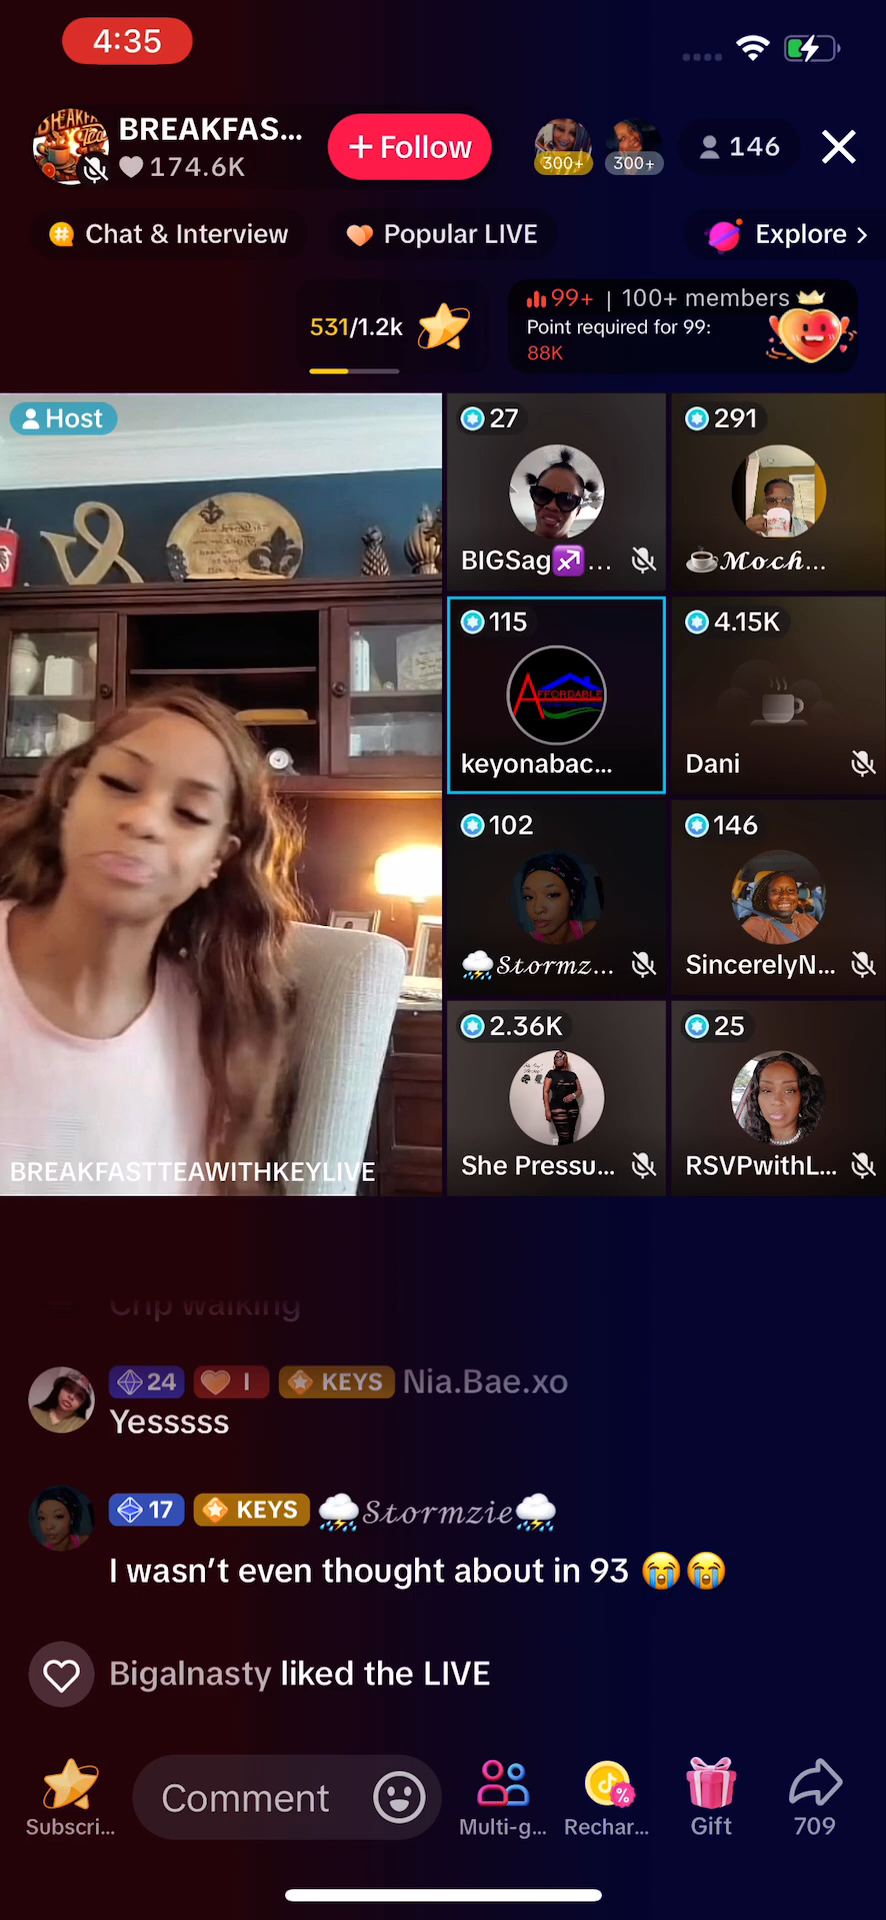 4:35
BREAKFAS...
174.6K
+ Follow
300+
300+
146
Chat & Interview
Popular LIVE
Explore >
531/1.2k
99+ | 100+ members
Point required for 99:
88K
Host
27
BIGSag♐...
291
☕𝓜𝓸𝓬𝓱...
115
AFFORDABLE
keyonabac...
4.15K
Dani
102
⛈️𝓢𝓽𝓸𝓻𝓶𝔃...
146
SincerelyN...
2.36K
She Pressu...
25
RSVPwithL...
BREAKFASTTEAWITHKEYLIVE
Crip walking
24 I KEYS Nia.Bae.xo
Yesssss
17 KEYS ⛈️𝓢𝓽𝓸𝓻𝓶𝔃𝓲𝓮⛈️
I wasn't even thought about in 93 😭😭
Bigalnasty liked the LIVE
Subscri...
Comment
Multi-g...
Rechar...
Gift
709